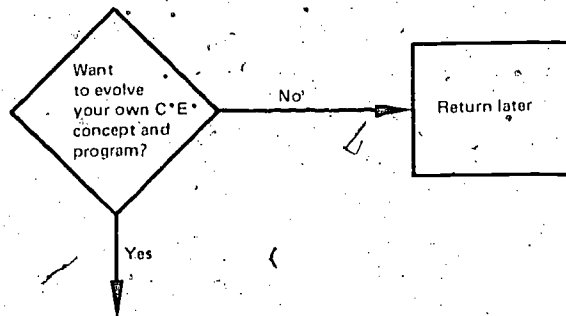 Want
to evolve
your own C*E*
concept and
program?
No
Return later
Yes